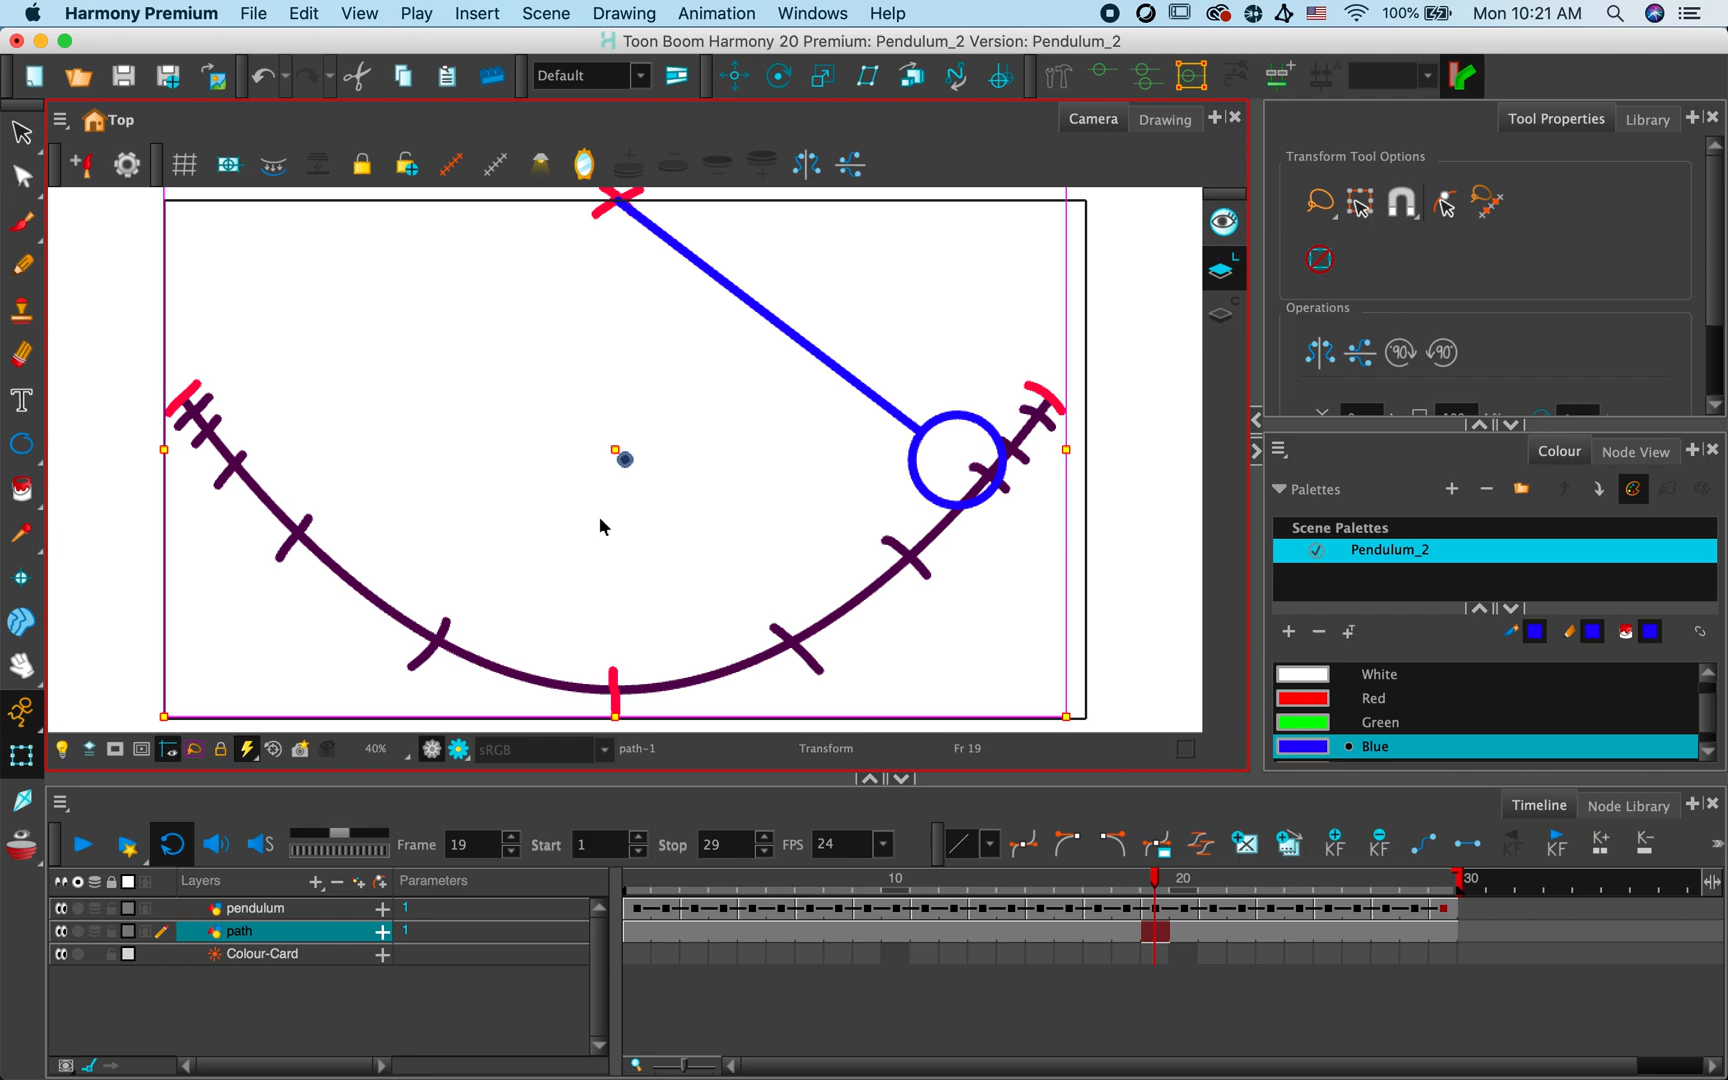 Harmony Premium File Edit View Play Insert Scene Drawing Animation Windows Help 100% Mon 10:21 AM
Toon Boom Harmony 20 Premium: Pendulum_2 Version: Pendulum_2
Default
Top Camera Drawing
Tool Properties Library
Transform Tool Options
Operations
Colour Node View
Palettes
Scene Palettes
Pendulum_2
White
Red
Green
Blue
40% sRGB path-1 Transform Fr 19
Timeline Node Library
Frame 19 Start 1 Stop 29 FPS 24
KF KF KF KF K+ K-
Layers Parameters 10 20 30
pendulum 1
path 1
Colour-Card